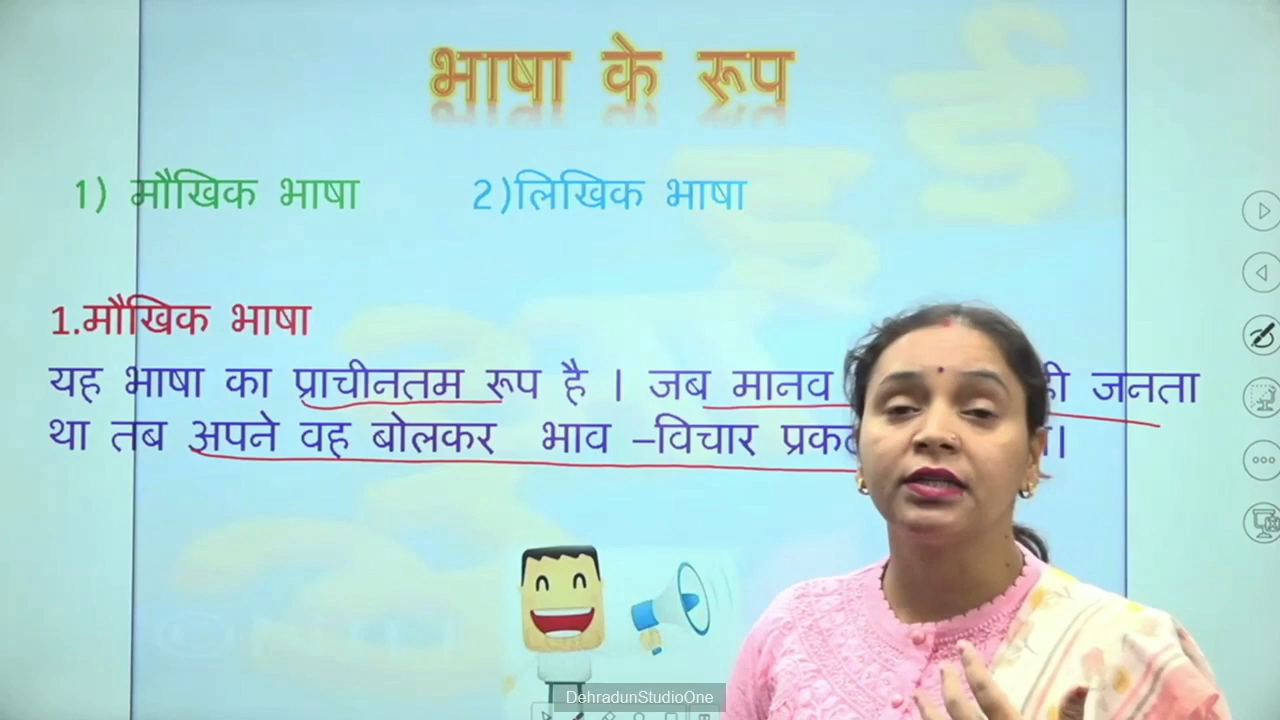 भाषा के रूप
1) मौखिक भाषा 2)लिखिक भाषा
1.मौखिक भाषा
यह भाषा का प्राचीनतम रूप है । जब मानव जनता
था तब अपने वह बोलकर भाव –विचार
DehradunStudioOne